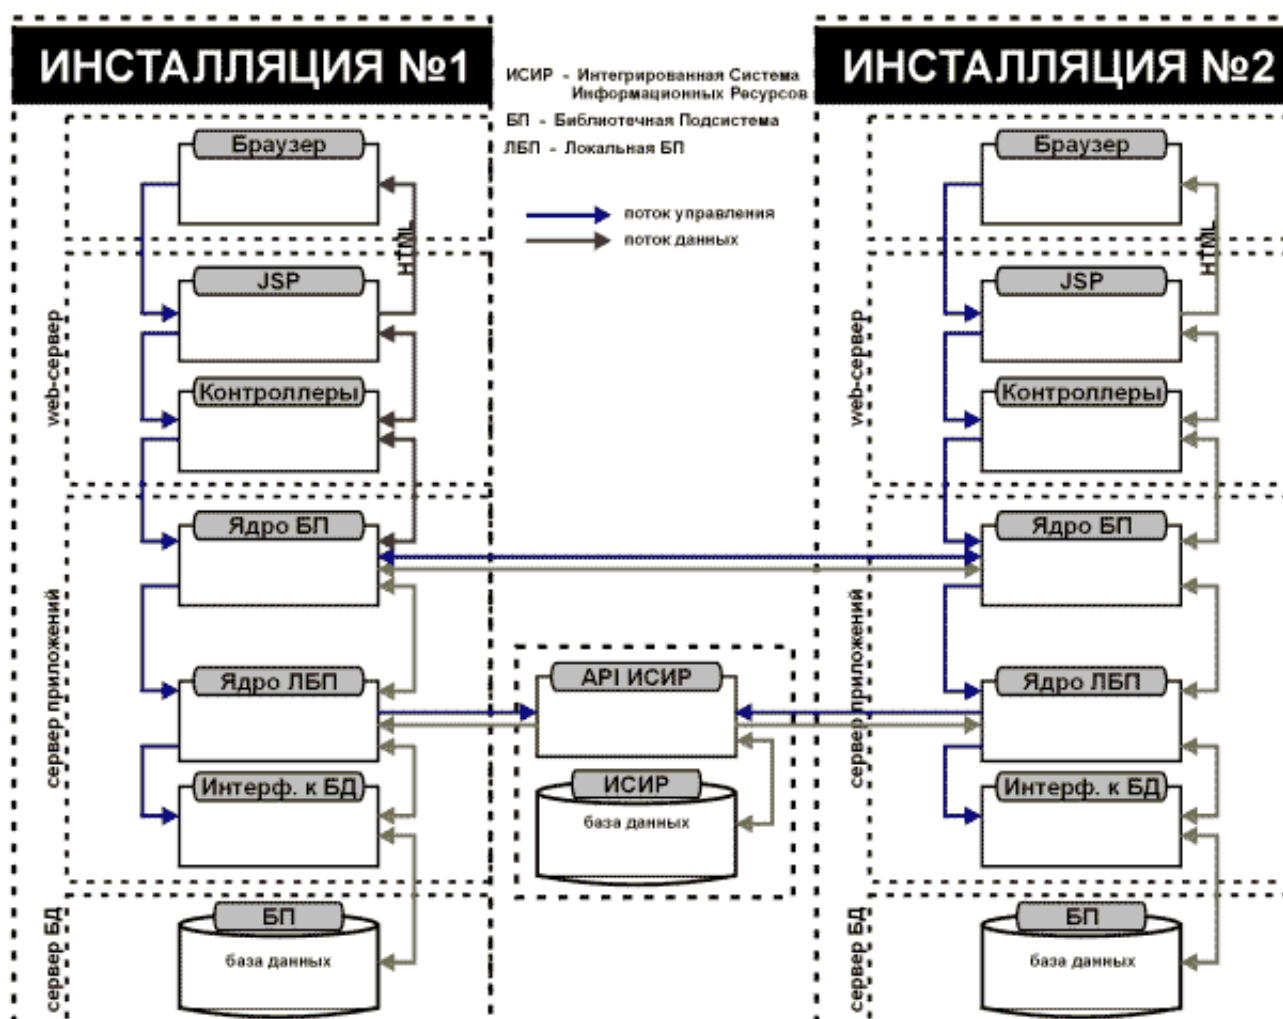 ИНСТАЛЛЯЦИЯ №1
ИСИР - Интегрированная Система
Информационных Ресурсов
БП - Библиотечная Подсистема
ЛБП - Локальная БП
поток управления
поток данных
ИНСТАЛЛЯЦИЯ №2
Браузер
HTML
web-сервер
JSP
Контроллеры
сервер приложений
Ядро БП
Ядро ЛБП
Интерф. к БД
сервер БД
БП
база данных
API ИСИР
ИСИР
база данных
Браузер
HTML
web-сервер
JSP
Контроллеры
сервер приложений
Ядро БП
Ядро ЛБП
Интерф. к БД
сервер БД
БП
база данных